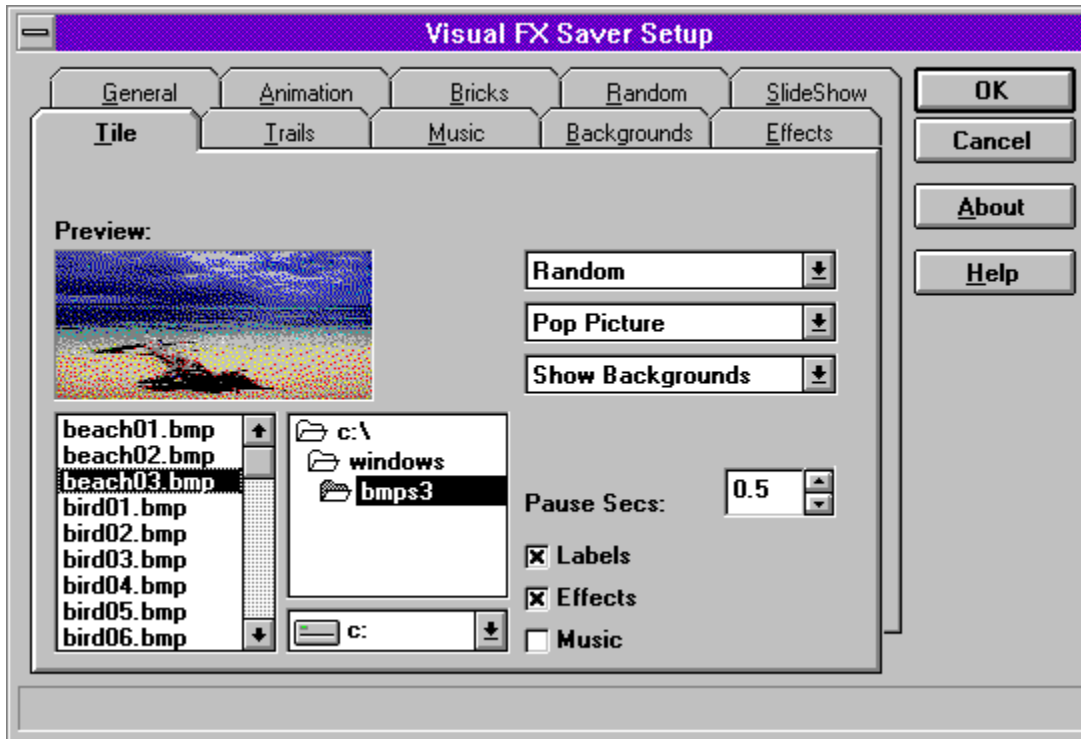 Visual FX Saver Setup
General Animation Bricks Random SlideShow
Tile Trails Music Backgrounds Effects
OK
Cancel
About
Help
Preview:
Random
Pop Picture
Show Backgrounds
beach01.bmp
beach02.bmp
beach03.bmp
bird01.bmp
bird02.bmp
bird03.bmp
bird04.bmp
bird05.bmp
bird06.bmp
c:\
windows
bmps3
c:
Pause Secs: 0.5
Labels
Effects
Music